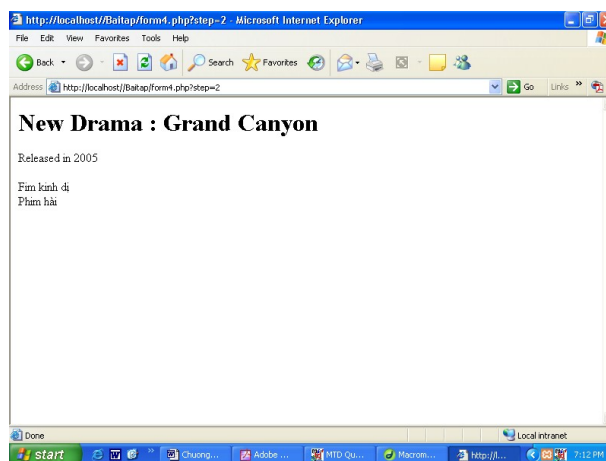 http://localhost//Baitap/form4.php?step=2 - Microsoft Internet Explorer
File Edit View Favorites Tools Help
Back Search Favorites
Address http://localhost//Baitap/form4.php?step=2 Go Links »
New Drama : Grand Canyon
Released in 2005
Fim kinh dị
Phim hài
Done Local intranet
start » Chuong... Adobe ... MTD Qu... Macrom... http://l... 7:12 PM